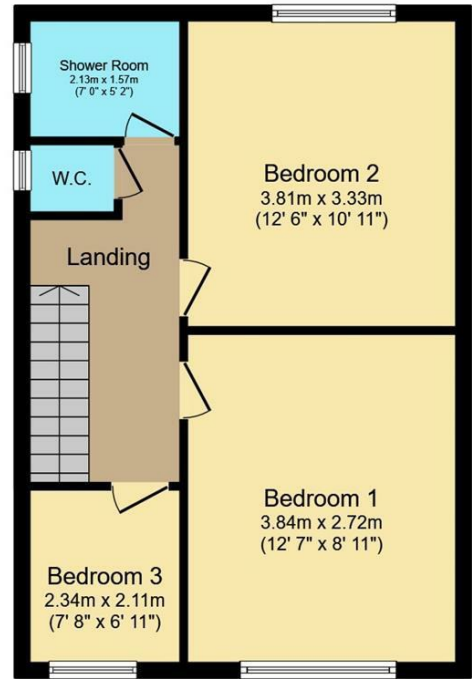 Shower Room
2.13m x 1.57m
(7' 0" x 5' 2")
W.C.
Bedroom 2
3.81m x 3.33m
(12' 6" x 10' 11")
Landing
Bedroom 1
3.84m x 2.72m
(12' 7" x 8' 11")
Bedroom 3
2.34m x 2.11m
(7' 8" x 6' 11")